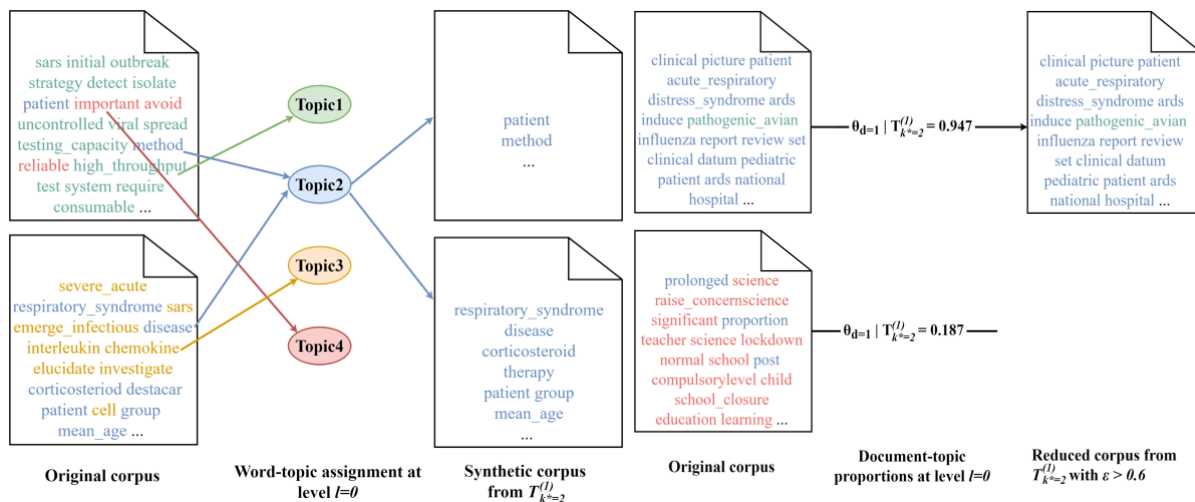 sars initial outbreak
strategy detect isolate
patient important avoid
uncontrolled viral spread
testing_capacity method
reliable high_throughput
test system require
consumable ...
severe_acute
respiratory_syndrome sars
emerge_infectious disease
interleukin chemokine
elucidate investigate
corticosteriod destacar
patient cell group
mean_age ...
Original corpus
Topic1
Topic2
Topic3
Topic4
Word-topic assignment at
level l=0
patient
method
...
respiratory_syndrome
disease
corticosteroid
therapy
patient group
mean_age
...
Synthetic corpus
from T^{(1)}_{k*=2}
clinical picture patient
acute_respiratory
distress_syndrome ards
induce pathogenic_avian
influenza report review set
clinical datum pediatric
patient ards national
hospital ...
prolonged science
raise_concernscience
significant proportion
teacher science lockdown
normal school post
compulsorylevel child
school_closure
education learning ...
Original corpus
θ_{d=1} | T^{(1)}_{k*=2} = 0.947
θ_{d=1} | T^{(1)}_{k*=2} = 0.187
Document-topic
proportions at level l=0
clinical picture patient
acute_respiratory
distress_syndrome ards
induce pathogenic_avian
influenza report review
set clinical datum
pediatric patient ards
national hospital ...
Reduced corpus from
T^{(1)}_{k*=2} with ε > 0.6